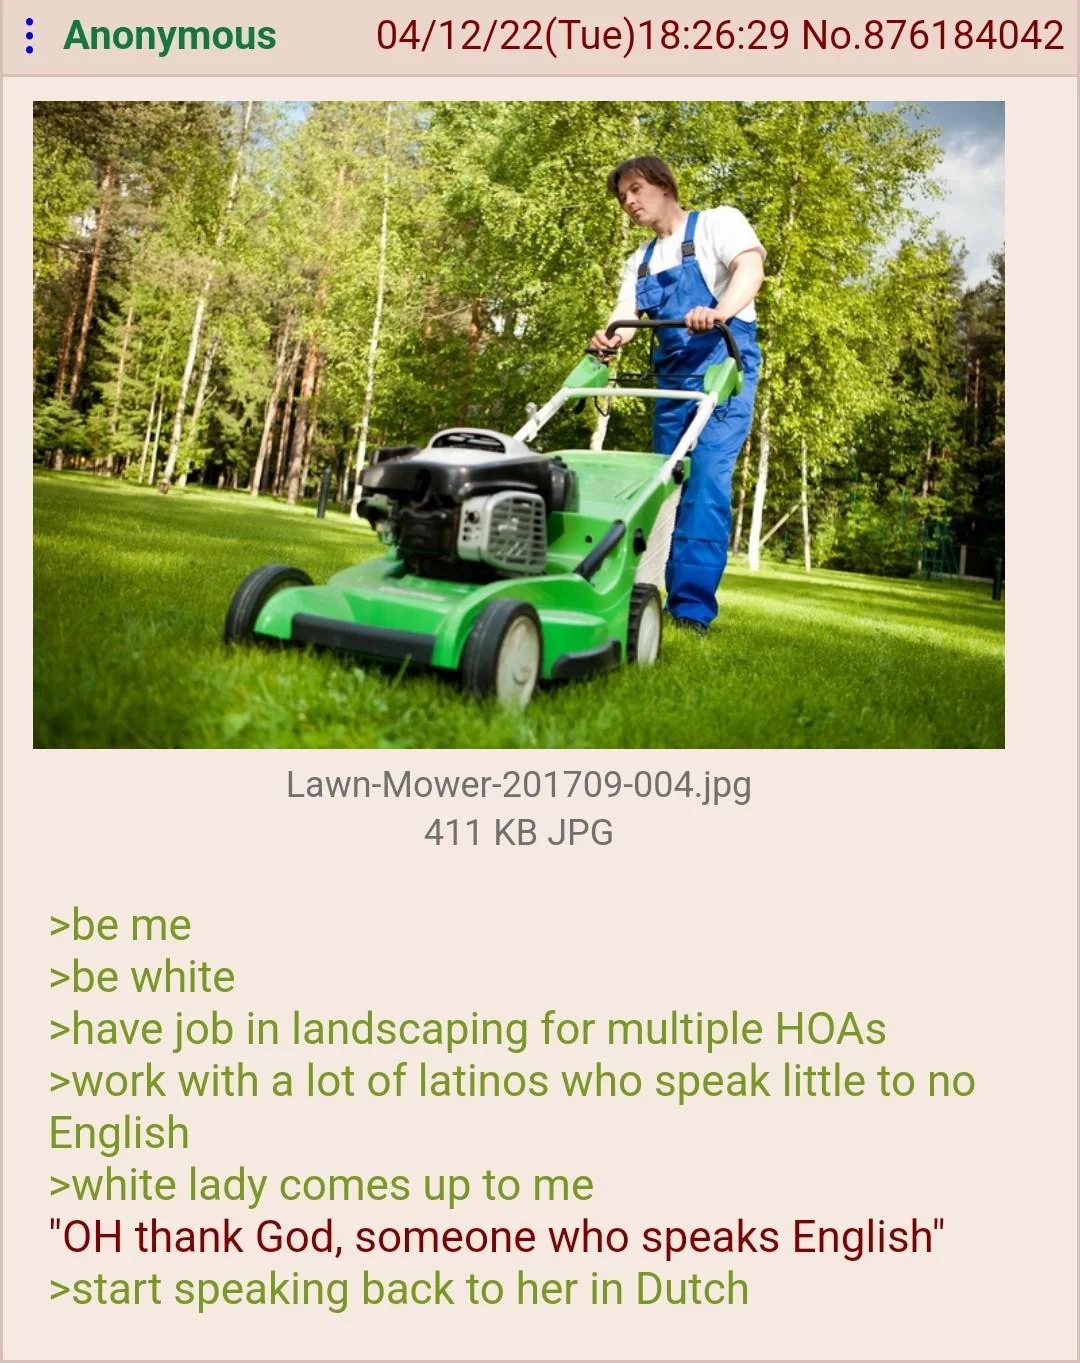 Anonymous 04/12/22(Tue)18:26:29 No.876184042
Lawn-Mower-201709-004.jpg
411 KB JPG
>be me
>be white
>have job in landscaping for multiple HOAs
>work with a lot of latinos who speak little to no
English
>white lady comes up to me
"OH thank God, someone who speaks English"
>start speaking back to her in Dutch